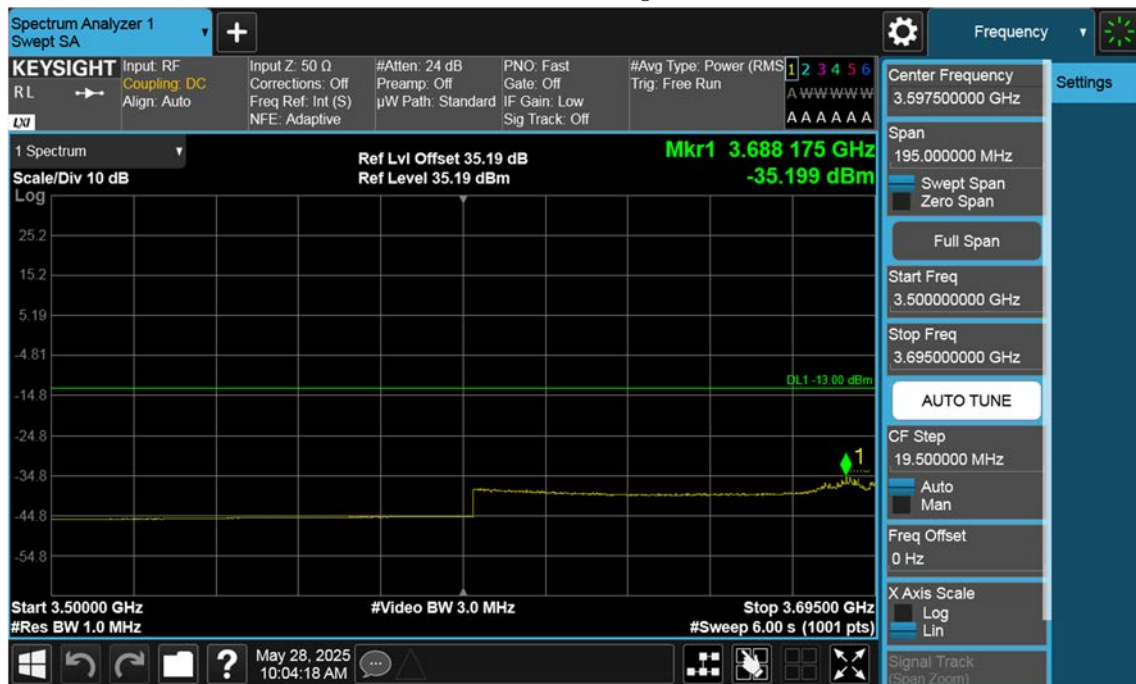 Spectrum Analyzer 1
Swept SA
Frequency
KEYSIGHT
RL
LXI
Input: RF
Coupling: DC
Align: Auto
Input Z: 50 Ω
Corrections: Off
Freq Ref: Int (S)
NFE: Adaptive
#Atten: 24 dB
Preamp: Off
µW Path: Standard
PNO: Fast
Gate: Off
IF Gain: Low
Sig Track: Off
#Avg Type: Power (RMS
Trig: Free Run
1 2 3 4 5 6
A W W W W W
A A A A A A
1 Spectrum
Scale/Div 10 dB
Ref Lvl Offset 35.19 dB
Ref Level 35.19 dBm
Mkr1 3.688 175 GHz
-35.199 dBm
Log
25.2
15.2
5.19
-4.81
DL1 -13.00 dBm
-14.8
-24.8
1
-34.8
-44.8
-54.8
Start 3.50000 GHz
#Video BW 3.0 MHz
Stop 3.69500 GHz
#Res BW 1.0 MHz
#Sweep 6.00 s (1001 pts)
Center Frequency
3.597500000 GHz
Span
195.000000 MHz
Swept Span
Zero Span
Full Span
Start Freq
3.500000000 GHz
Stop Freq
3.695000000 GHz
AUTO TUNE
CF Step
19.500000 MHz
Auto
Man
Freq Offset
0 Hz
X Axis Scale
Log
Lin
Signal Track
(Span Zoom)
Settings
?
May 28, 2025
10:04:18 AM